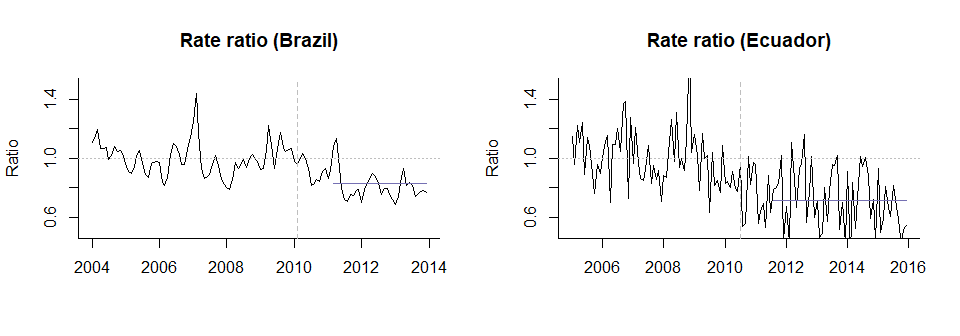 Rate ratio (Brazil)
Ratio
1.4
1.0
0.6
2004 2006 2008 2010 2012 2014
Rate ratio (Ecuador)
Ratio
1.4
1.0
0.6
2006 2008 2010 2012 2014 2016